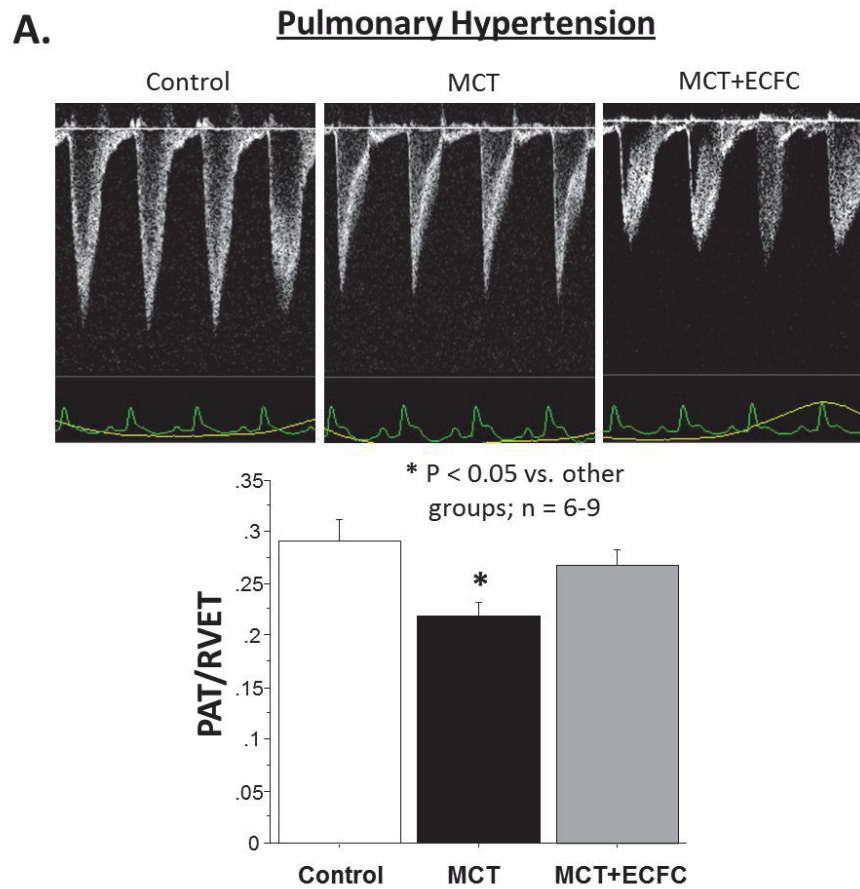 A.
Pulmonary Hypertension
Control
MCT
MCT+ECFC
* P < 0.05 vs. other
groups; n = 6-9
.35
.3
.25
.2
.15
.1
.05
0
*
PAT/RVET
Control
MCT
MCT+ECFC